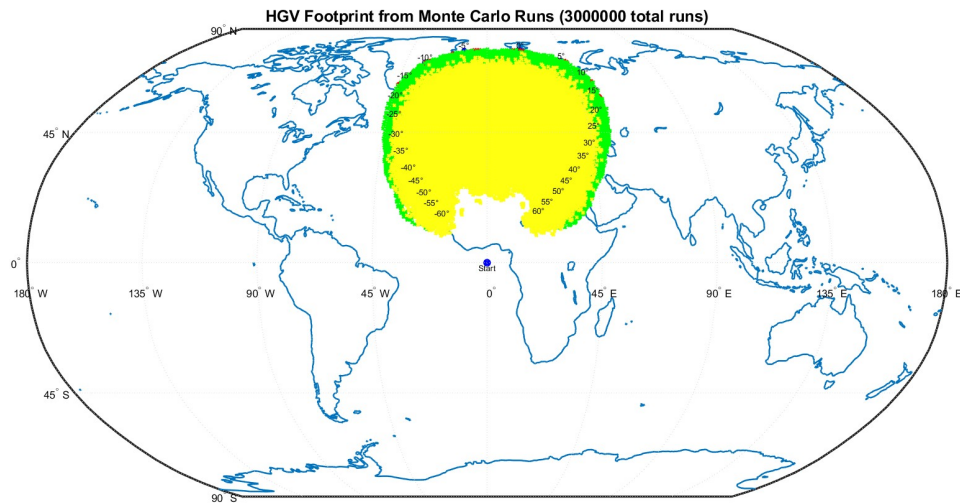 HGV Footprint from Monte Carlo Runs (3000000 total runs)
90° N
-10°
5°
-15°
10°
-20°
15°
-25°
20°
-30°
25°
45° N
-35°
30°
-40°
35°
-45°
40°
-50°
45°
-55°
50°
-60°
55°
60°
0°
Start
180° W
135° W
90° W
45° W
0°
45° E
90° E
135° E
180° E
45° S
90° S